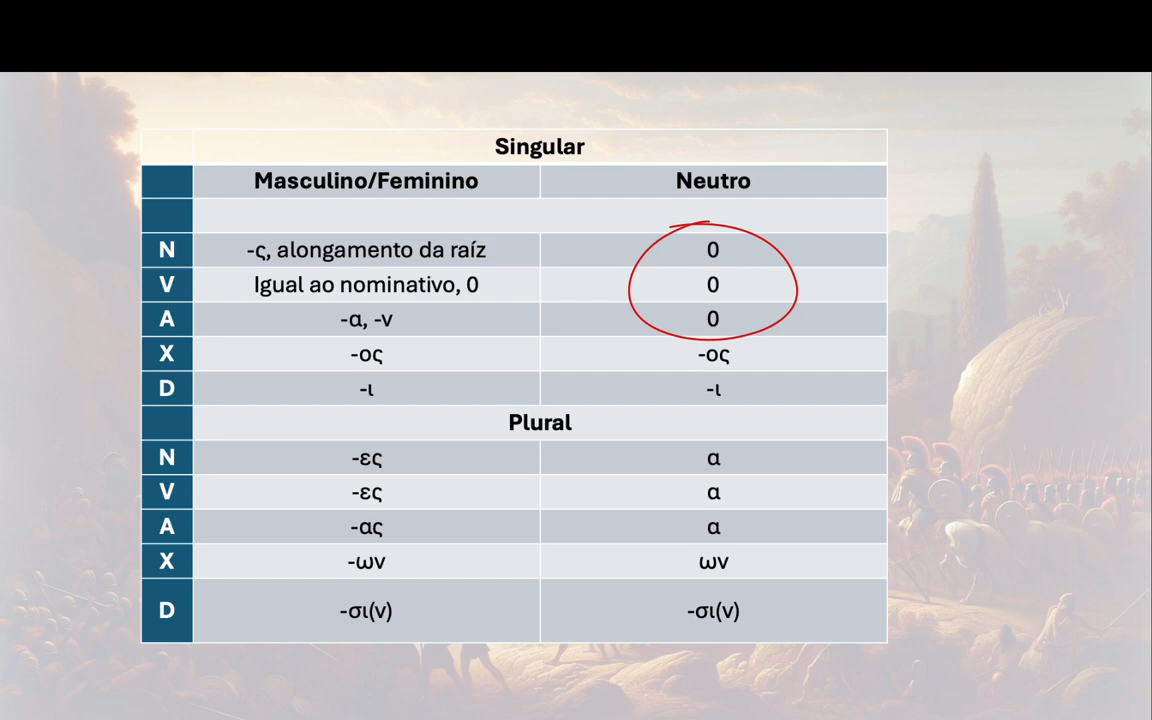 Singular
Masculino/Feminino Neutro
N -ς, alongamento da raíz 0
V Igual ao nominativo, 0 0
A -α, -ν 0
X -ος -ος
D -ι -ι
Plural
N -ες α
V -ες α
A -ας α
X -ων ων
D -σι(ν) -σι(ν)